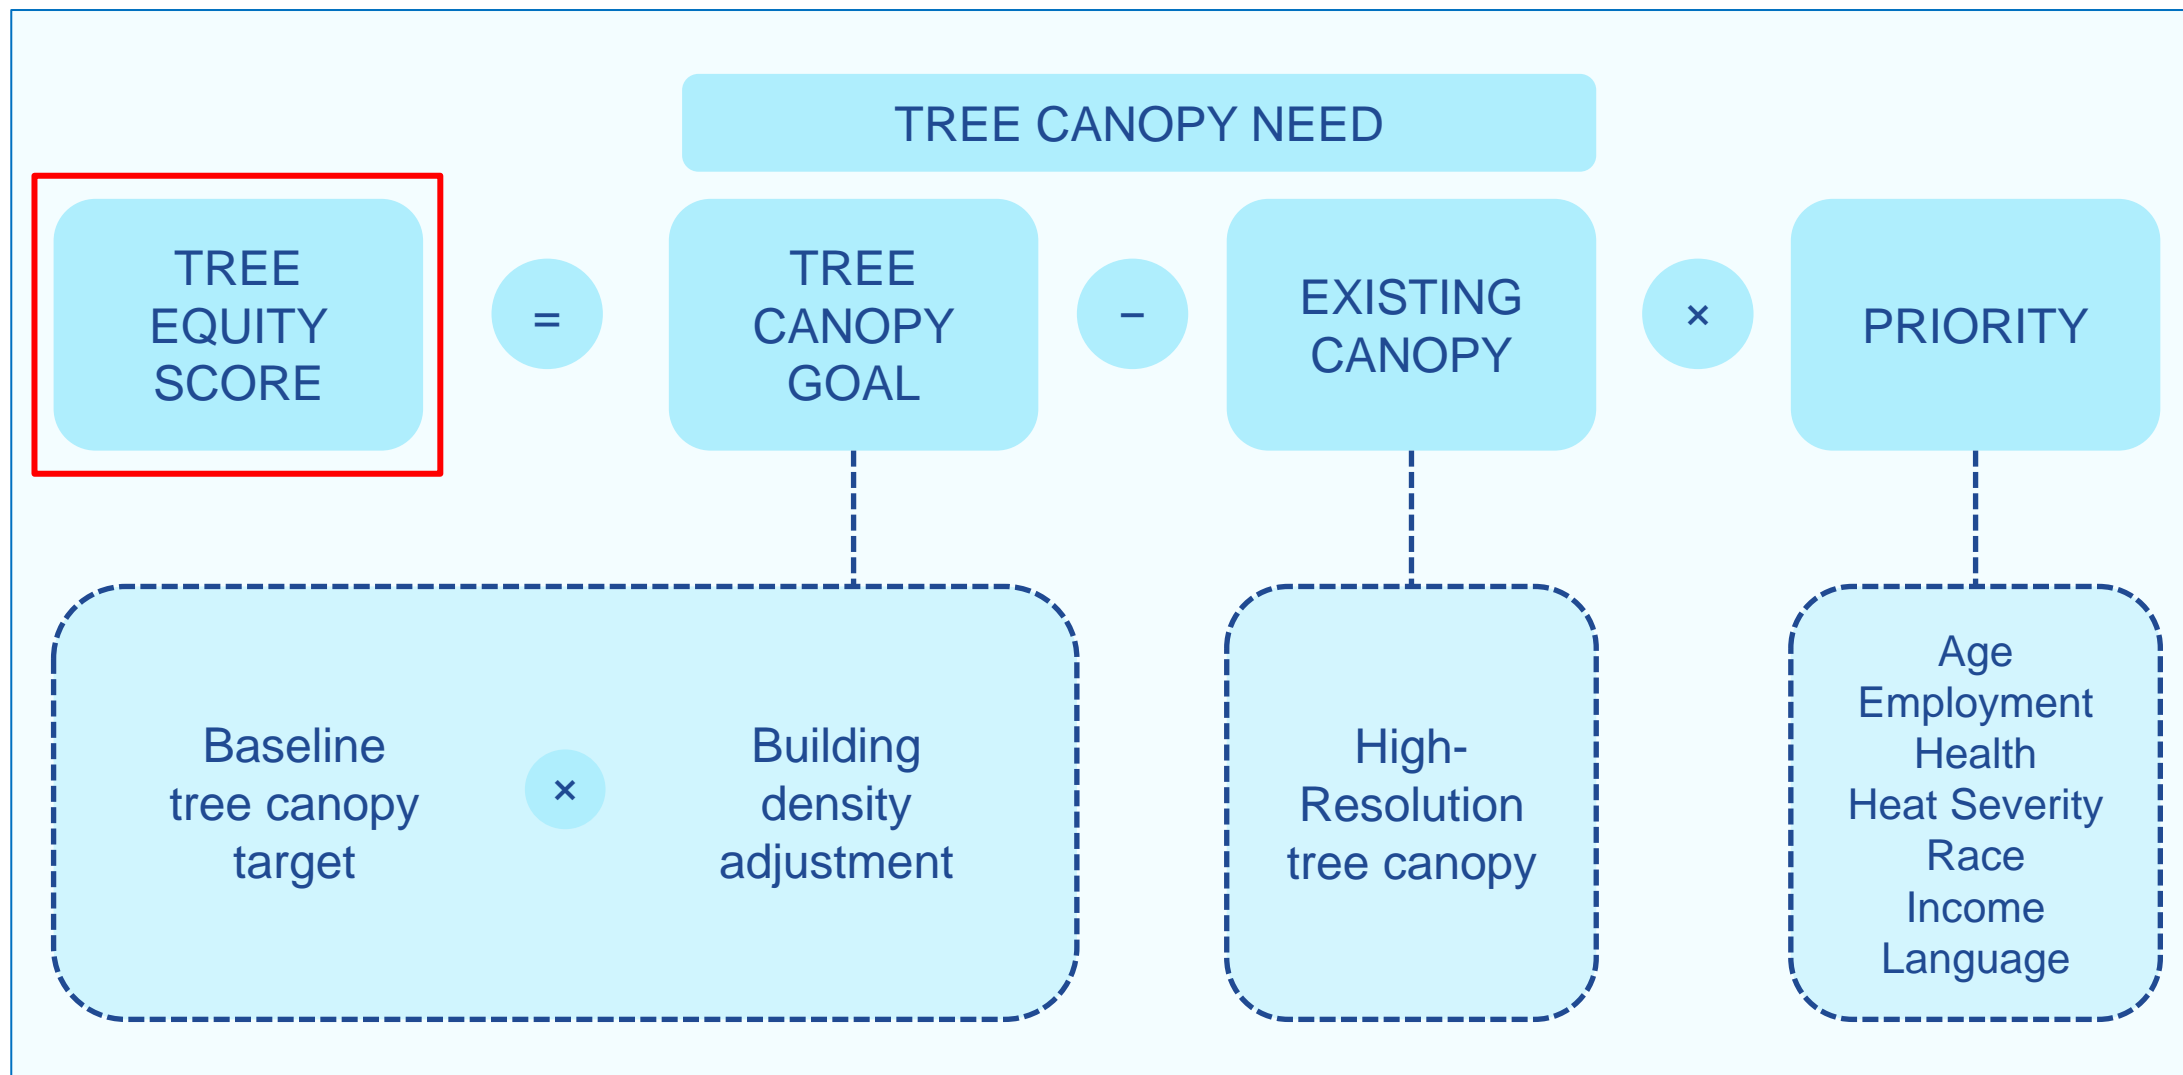 TREE CANOPY NEED
TREE
EQUITY
SCORE
=
TREE
CANOPY
GOAL
−
EXISTING
CANOPY
×
PRIORITY
Baseline
tree canopy
target
×
Building
density
adjustment
High-
Resolution
tree canopy
Age
Employment
Health
Heat Severity
Race
Income
Language